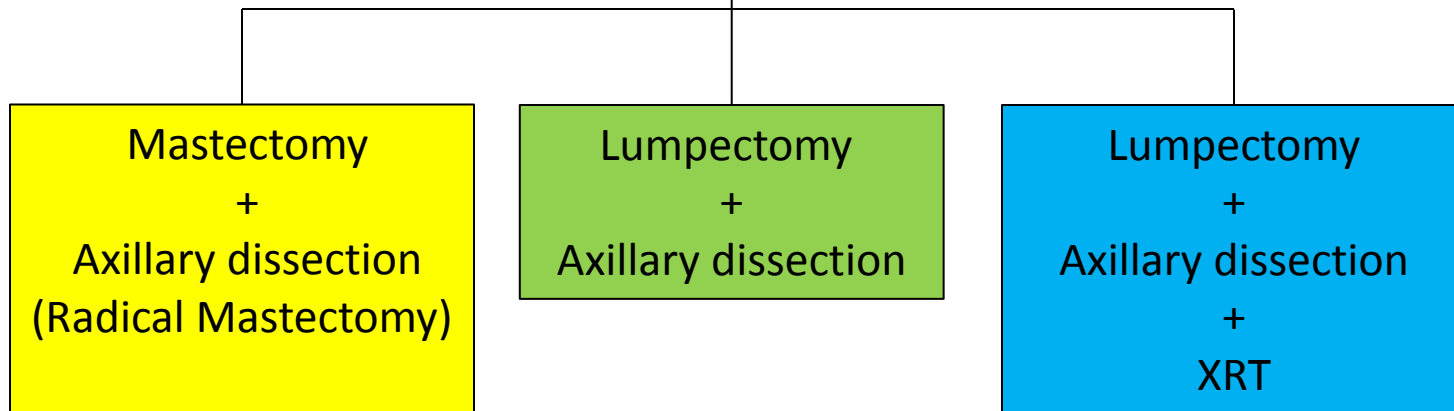 Mastectomy
+
Axillary dissection
(Radical Mastectomy)
Lumpectomy
+
Axillary dissection
Lumpectomy
+
Axillary dissection
+
XRT